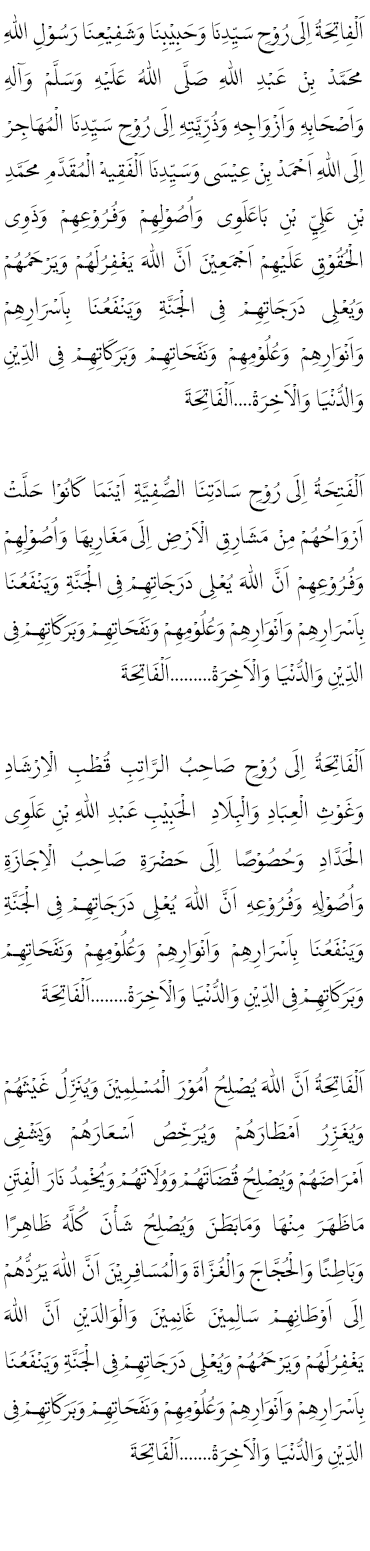 اَلْفَاتِحَةُ اِلَى رُوْحِ سَيِّدِنَا وَحَبِيْبِنَا وَشَفِيْعِنَا رَسُوْلِ اللهِ
مُحَمَّدْ بِنْ عَبْدِ اللهِ صَلَّى اللهُ عَلَيْهِ وَسَلَّمْ وَآلِهِ
وَاَصْحَابِهِ وَاَزْوَاجِهِ وَذُرِّيَّتِهِ اِلَى رُوْحِ سَيِّدِنَا الْمُهَاجِرْ
اِلَى اللهِ اَحْمَدْ بِنْ عِيْسَى وَسَيِّدِنَا اَلْفَقِيهْ الْمُقَدَّمِ مُحَمَّدِ
بْنِ عَلِيِّ بْنِ بَاعَلَوِى وَأُصُوْلِهِمْ وَفُرُوْعِهِمْ وَذَوِى
الْحُقُوْقِ عَلَيْهِمْ اَجْمَعِيْنَ اَنَّ اللهَ يَغْفِرُلَهُمْ وَيَرْحَمُهُمْ
وَيُعْلِى دَرَجَاتِهِمْ فِى الْجَنَّةِ وَيَنْفَعُنَا بِاَسْرَارِهِمْ
وَاَنْوَارِهِمْ وَعُلُوْمِهِمْ وَنَفَحَاتِهِمْ وَبَرَكَاتِهِمْ فِى الدِّيْنِ
وَالدُّنْيَا وَالْاَخِرَةْ....اَلْفَاتِحَةَ
اَلْفَتِحَةُ اِلَى رُوْحِ سَادَتِنَا الصُّفِيَّةِ اَيْنَمَا كَانُوْا حَلَّتْ
اَرْوَاحُهُمْ مِنْ مَشَارِقِ الْاَرْضِ اِلَى مَغَارِبِهَا وَاُصُوْلِهِمْ
وَفُرُوْعِهِمْ اَنَّ اللهَ يُعْلِى دَرَجَاتِهِمْ فِى الْجَنَّةِ وَيَنْفَعُنَا
بِاَسْرَارِهِمْ وَاَنْوَارِهِمْ وَعُلُوْمِهِمْ وَنَفَحَاتِهِمْ وَبَرَكَاتِهِمْ فِى
الدِّيْنِ وَالدُّنْيَا وَالْاَخِرَةْ.........اَلْفَاتِحَةَ
اَلْفَاتِحَةُ اِلَى رُوْحِ صَاحِبُ الرَّاتِبِ قُطْبِ الْاِرْشَادِ
وَغَوْثِ الْعِبَادِ وَالْبِلَادِ الْحَبِيْبِ عَبْدِ اللهِ بْنِ عَلَوِى
الْحَدَّادِ وَحُصُوْصًا اِلَى حَضْرَةِ صَاحِبُ الْاِجَازَةِ
وَاُصُوْلِهِ وَفُرُوْعِهِ اَنَّ اللهَ يُعْلِى دَرَجَاتِهِمْ فِى الْجَنَّةِ
وَيَنْفَعُنَا بِاَسْرَارِهِمْ وَاَنْوَارِهِمْ وَعُلُوْمِهِمْ وَنَفَحَاتِهِمْ
وَبَرَكَاتِهِمْ فِى الدِّيْنِ وَالدُّنْيَا وَالْاَخِرَةْ........اَلْفَاتِحَةَ
اَلْفَاتِحَةُ اَنَّ اللهَ يُصْلِحُ اُمُوْرَ الْمُسْلِمِيْنَ وَيُنَزِّلُ غَيْثَهُمْ
وَيُغَزِّرُ اَمْطَارَهُمْ وَيُرَخِّصُ اَسْعَارَهُمْ وَيَشْفِى
اَمْرَاضَهُمْ وَيُصْلِحُ قُضَاتَهُمْ وَوُلَاتَهُمْ وَيُخْمِدُ نَارَ الْفِتَنِ
مَاظَهَرَ مِنْهَا وَمَابَطَنَ وَيُصْلِحُ شَأْنَ كُلَّهُ ظَاهِرًا
وَبَاطِنًا وَالْحُجَّاجَ وَالْغُزَّاةَ وَالْمُسَافِرِيْنَ اَنَّ اللهَ يَرُدُّهُمْ
اِلَى اَوْطَانِهِمْ سَالِمِيْنَ غَانِمِيْنَ وَالْوَالدَيْنِ اَنَّ اللهَ
يَغْفِرُلَهُمْ وَيَرْحَمُهُمْ وَيُعْلِى دَرَجَاتِهِمْ فِى الْجَنَّةِ وَيَنْفَعُنَا
بِاَسْرَارِهِمْ وَاَنْوَارِهِمْ وَعُلُوْمِهِمْ وَنَفَحَاتِهِمْ وَبَرَكَاتِهِمْ فِى
الدِّيْنِ وَالدُّنْيَا وَالْاَخِرَةْ.......اَلْفَاتِحَةَ